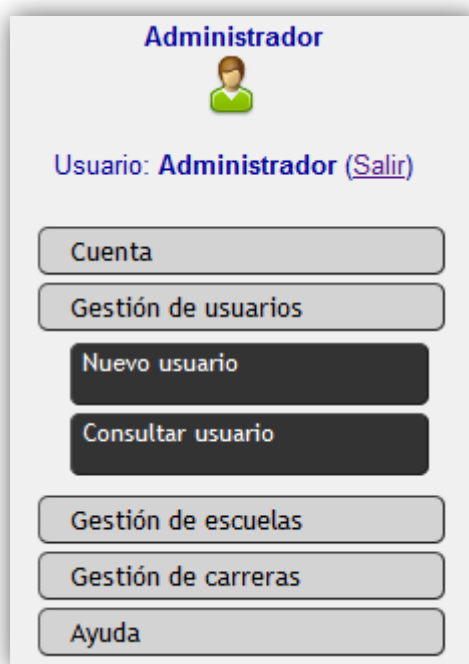 Administrador
Usuario: Administrador (Salir)
Cuenta
Gestión de usuarios
Nuevo usuario
Consultar usuario
Gestión de escuelas
Gestión de carreras
Ayuda